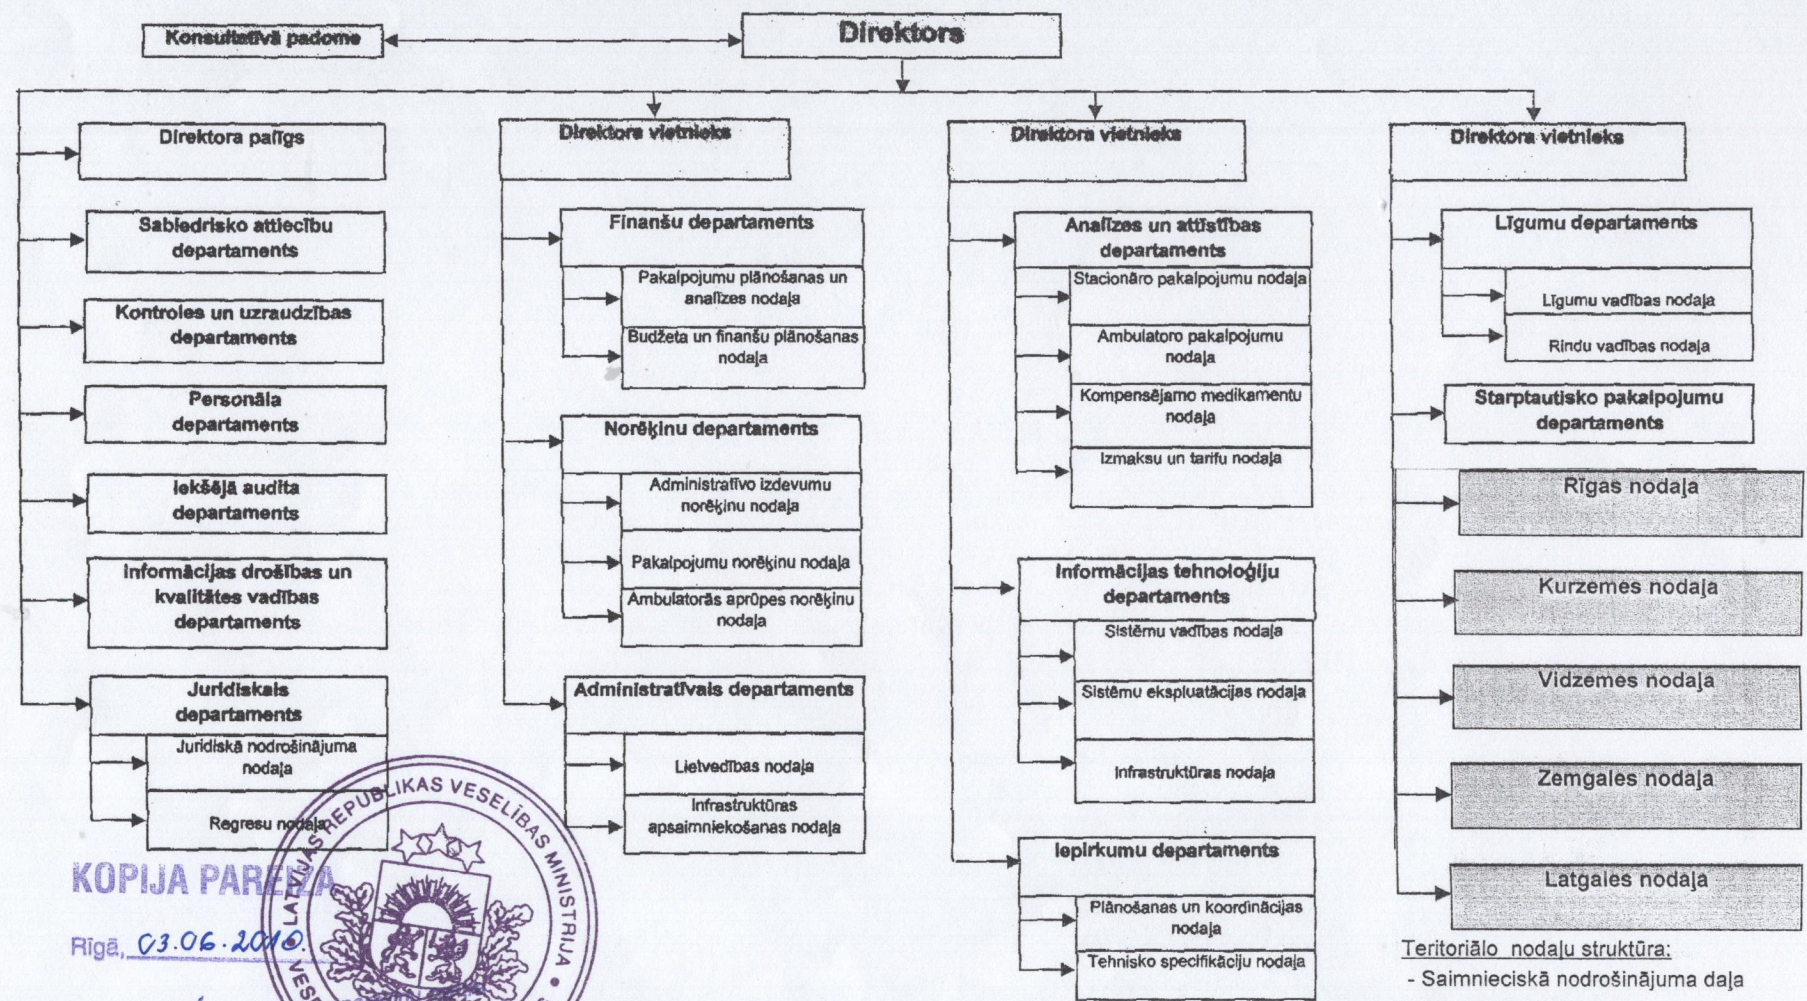 Konsultatīvā padome
Direktors
Direktora palīgs
Sabiedrisko attiecību
departaments
Kontroles un uzraudzības
departaments
Personāla
departaments
Iekšējā audita
departaments
Informācijas drošības un
kvalitātes vadības
departaments
Juridiskais
departaments
Juridiskā nodrošinājuma
nodaļa
Regresu nodaļa
Direktora vietnieks
Finanšu departaments
Pakalpojumu plānošanas un
analīzes nodaļa
Budžeta un finanšu plānošanas
nodaļa
Norēķinu departaments
Administratīvo izdevumu
norēķinu nodaļa
Pakalpojumu norēķinu nodaļa
Ambulatorās aprūpes norēķinu
nodaļa
Administratīvais departaments
Lietvedības nodaļa
Infrastruktūras
apsaimniekošanas nodaļa
Direktora vietnieks
Analīzes un attīstības
departaments
Stacionāro pakalpojumu nodaļa
Ambulatoro pakalpojumu
nodaļa
Kompensējamo medikamentu
nodaļa
Izmaksu un tarifu nodaļa
Informācijas tehnoloģiju
departaments
Sistēmu vadības nodaļa
Sistēmu ekspluatācijas nodaļa
Infrastruktūras nodaļa
Iepirkumu departaments
Plānošanas un koordinācijas
nodaļa
Tehnisko specifikāciju nodaļa
Direktora vietnieks
Līgumu departaments
Līgumu vadības nodaļa
Rindu vadības nodaļa
Starptautisko pakalpojumu
departaments
Rīgas nodaļa
Kurzemes nodaļa
Vidzemes nodaļa
Zemgales nodaļa
Latgales nodaļa
Teritoriālo nodaļu struktūra:
- Saimnieciskā nodrošinājuma daļa
KOPIJA PAREIZA
Rīgā, 03.06.2010.
LATVIJAS REPUBLIKAS VESELĪBAS MINISTRIJA